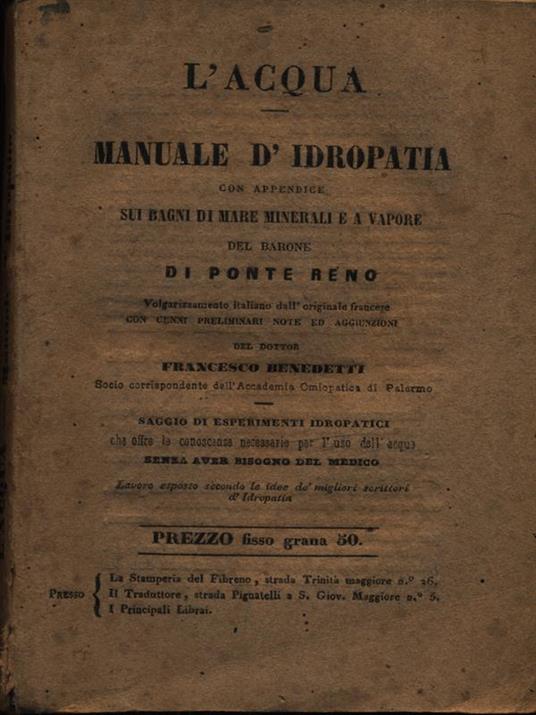 L'ACQUA
MANUALE D' IDROPATIA
CON APPENDICE
SUI BAGNI DI MARE MINERALI E A VAPORE
DEL BARONE
DI PONTE RENO
Volgarizzamento italiano dall' originale francese
CON CENNI PRELIMINARI NOTE ED AGGIUNZIONI
DEL DOTTOR
FRANCESCO BENEDETTI
Socio corrispondente dell'Accademia Omiopatica di Palermo
SAGGIO DI ESPERIMENTI IDROPATICI
che offre le conoscenze necessarie per l'uso dell'acqua
SENZA AVER BISOGNO DEL MEDICO
Lavoro esposto secondo le idee de' migliori scrittori
d' Idropatia
PREZZO fisso grana 50.
PRESSO { La Stamperia del Fibreno, strada Trinità maggiore n.º 26.
Il Traduttore, strada Pignatelli a S. Giov. Maggiore n.º 5.
I Principali Librai.